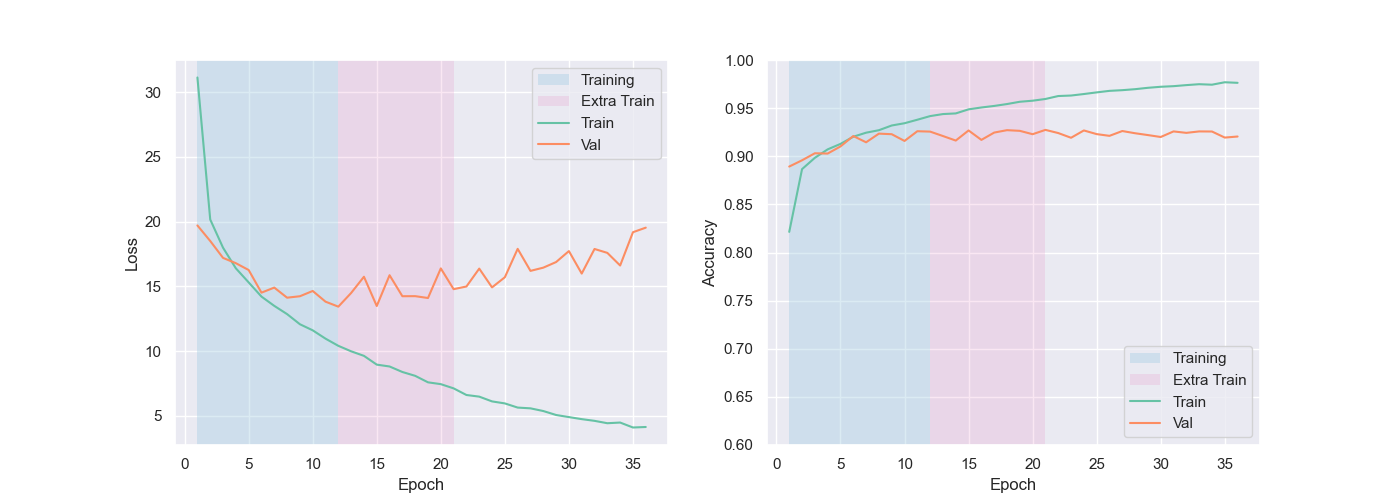 30
25
20
15
10
5
0 5 10 15 20 25 30 35
Loss
Epoch
Training
Extra Train
Train
Val
1.00
0.95
0.90
0.85
0.80
0.75
0.70
0.65
0.60
0 5 10 15 20 25 30 35
Accuracy
Epoch
Training
Extra Train
Train
Val